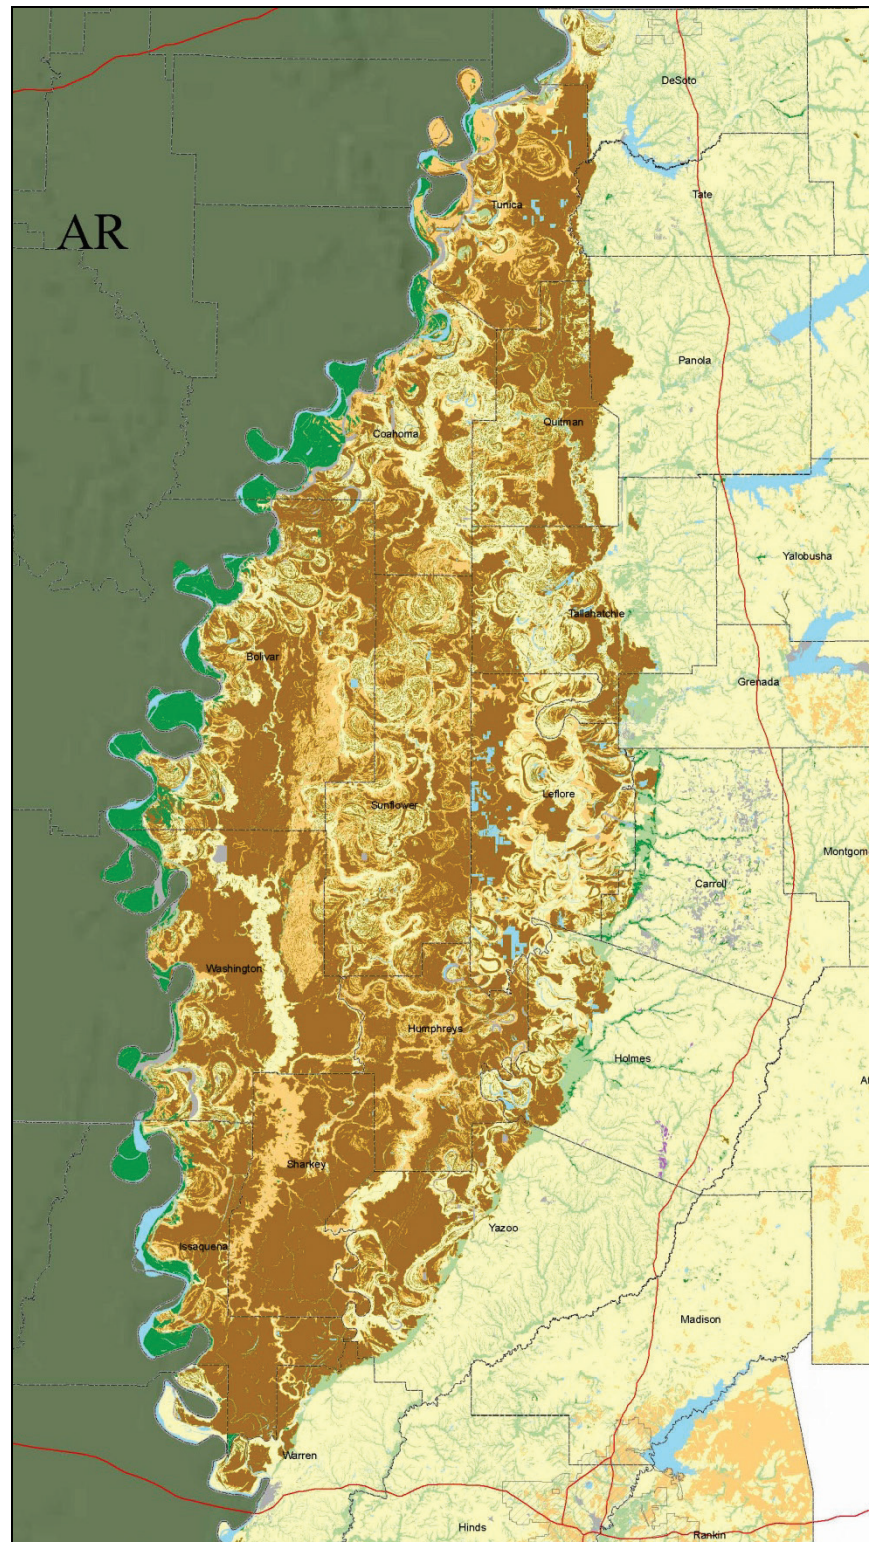 DeSoto
Tate
Tunica
AR
Panola
Quitman
Coahoma
Yalobusha
Tallahatchie
Bolivar
Grenada
Leflore
Sunflower
Montgom
Carroll
Washington
Humphreys
Holmes
At
Sharkey
Yazoo
Issaquena
Madison
Warren
Hinds
Rankin